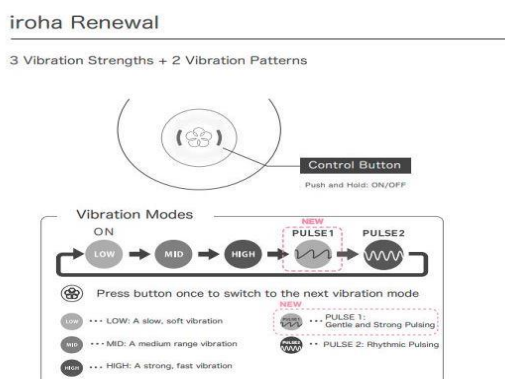 iroha Renewal
3 Vibration Strengths + 2 Vibration Patterns
Control Button
Push and Hold: ON/OFF
Vibration Modes
NEW
ON
PULSE1
PULSE2
LOW
MID
HIGH
Press button once to switch to the next vibration mode
NEW
LOW ••• LOW: A slow, soft vibration
PULSE1 •• PULSE 1:
Gentle and Strong Pulsing
MID ••• MID: A medium range vibration
PULSE2 •• PULSE 2: Rhythmic Pulsing
HIGH ••• HIGH: A strong, fast vibration